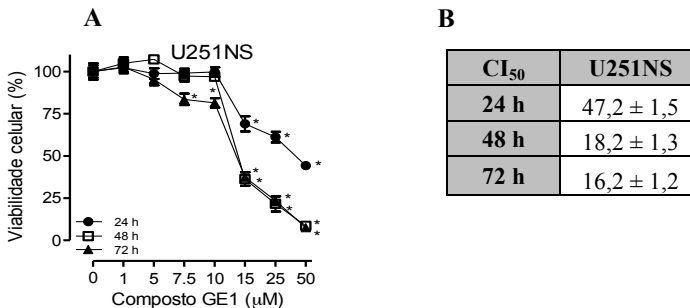 A
U251NS
Viabilidade celular (%)
100
75
50
25
0
24 h
48 h
72 h
0 1 5 7.5 10 15 25 50
Composto GE1 (μM)
* * * * * * * * * * *
B
CI50 U251NS
24 h 47,2 ± 1,5
48 h 18,2 ± 1,3
72 h 16,2 ± 1,2